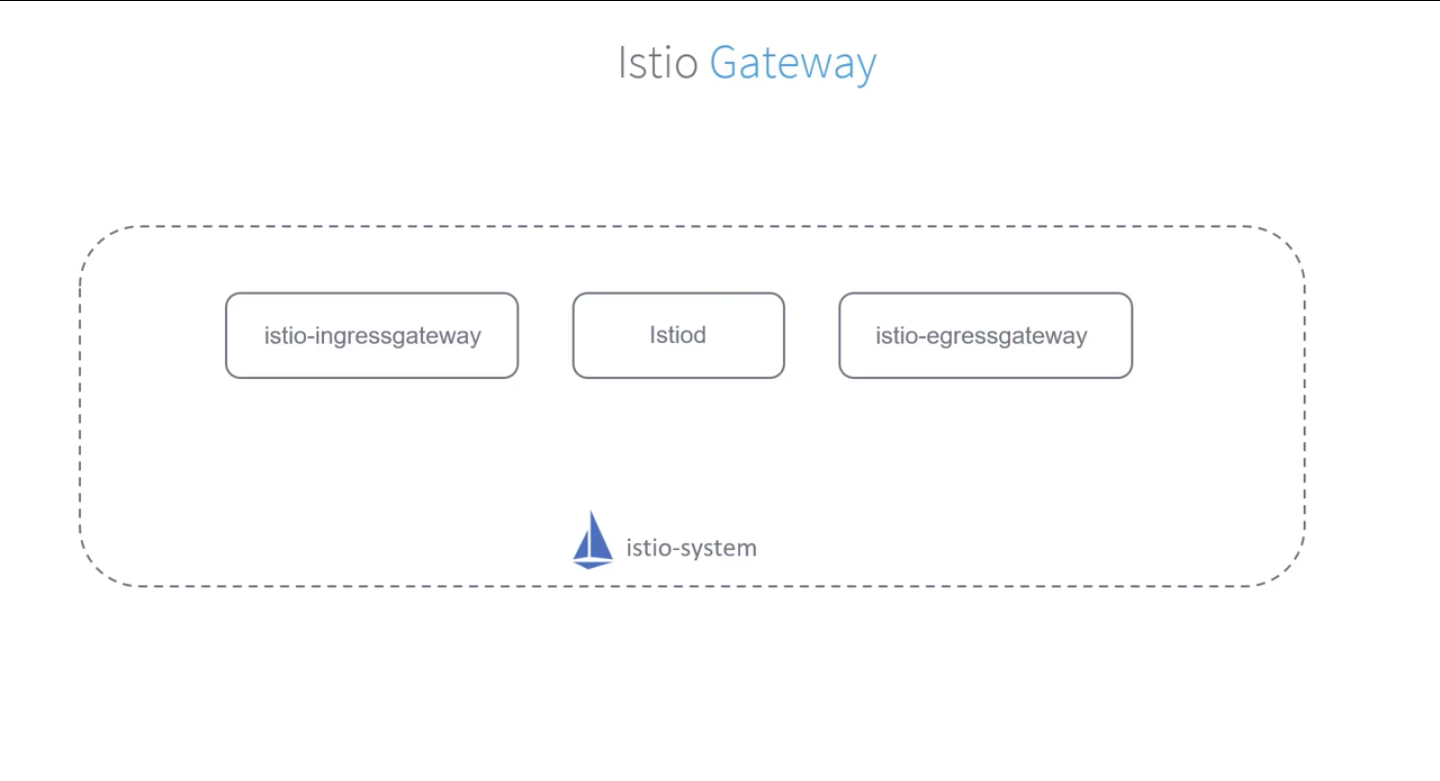 Istio Gateway
istio-ingressgateway
Istiod
istio-egressgateway
istio-system